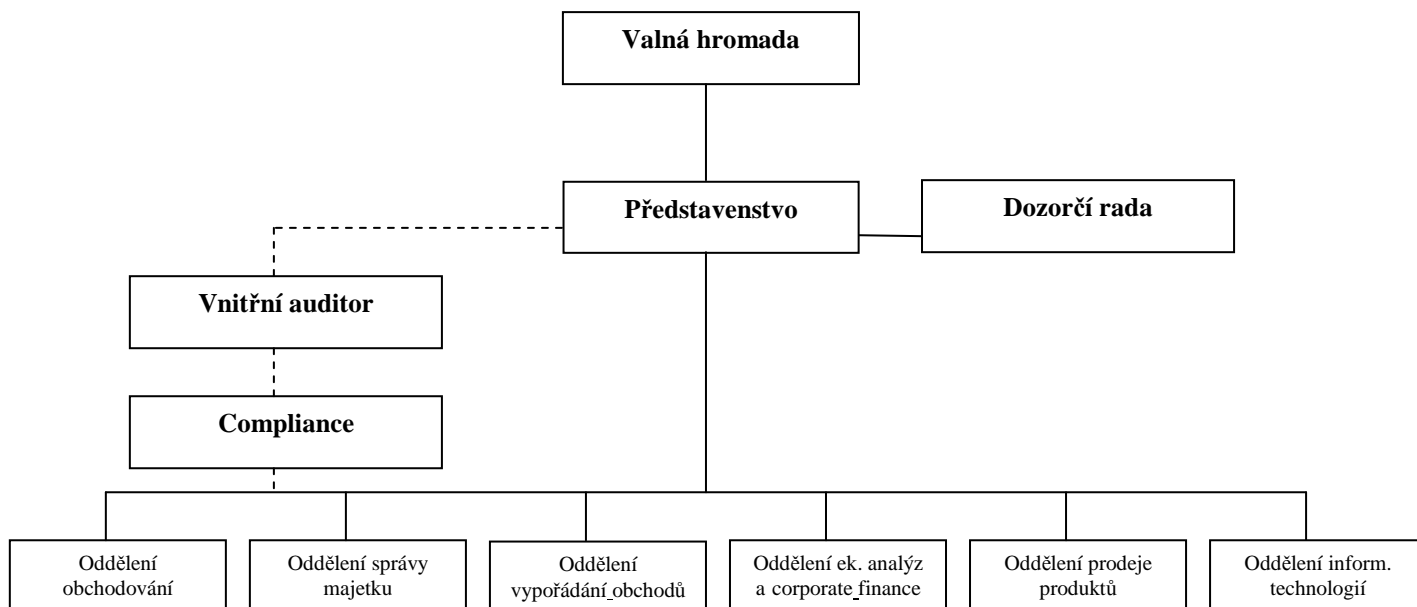 Valná hromada
Představenstvo
Dozorčí rada
Vnitřní auditor
Compliance
Oddělení
obchodování
Oddělení správy
majetku
Oddělení
vypořádání obchodů
Oddělení ek. analýz
a corporate finance
Oddělení prodeje
produktů
Oddělení inform.
technologií